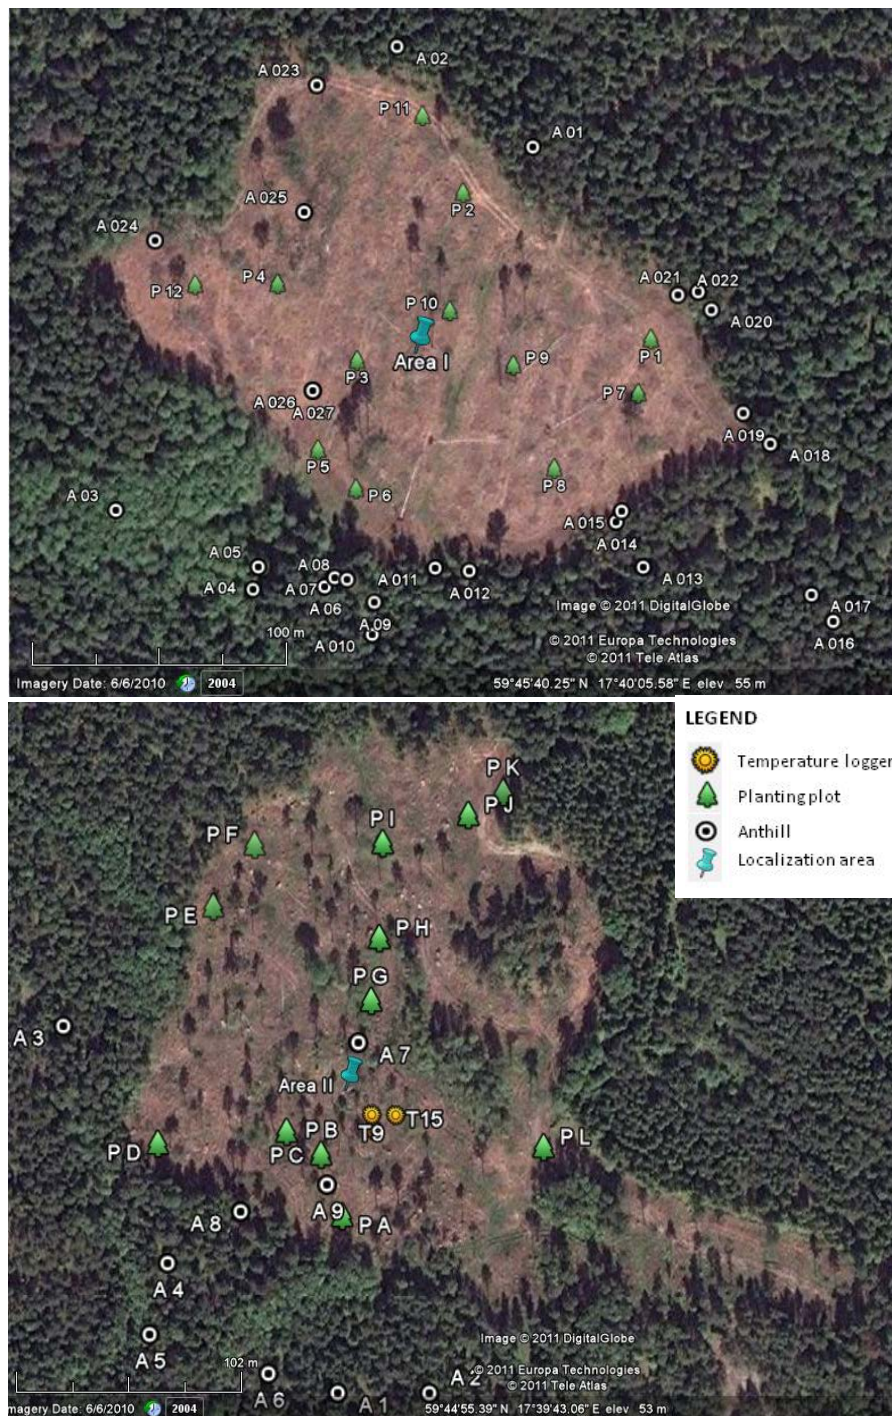 A 02
A 023
P 11
A 01
A 025
P 2
A 024
A 021
A 022
P 12
P 4
P 10
A 020
Area I
P 1
P 3
P 9
P 7
A 026
A 027
A 019
A 018
P 5
P 8
P 6
A 03
A 015
A 014
A 05
A 08
A 011
A 012
A 013
A 04
A 07
A 06
A 09
A 017
A 010
A 016
100 m
Image © 2011 DigitalGlobe
© 2011 Europa Technologies
© 2011 Tele Atlas
Imagery Date: 6/6/2010 2004 59°45'40.25" N 17°40'05.58" E elev 55 m
LEGEND
Temperature logger
Planting plot
Anthill
Localization area
P K
P J
P F
P I
P E
P H
P G
A 3
A 7
Area II
T9
T15
P B
P C
P D
P L
A 9
P A
A 8
A 4
A 5
102 m
A 6
A 1
A 2
Image © 2011 DigitalGlobe
© 2011 Europa Technologies
© 2011 Tele Atlas
magery Date: 6/6/2010 2004 59°44'55.39" N 17°39'43.06" E elev 53 m